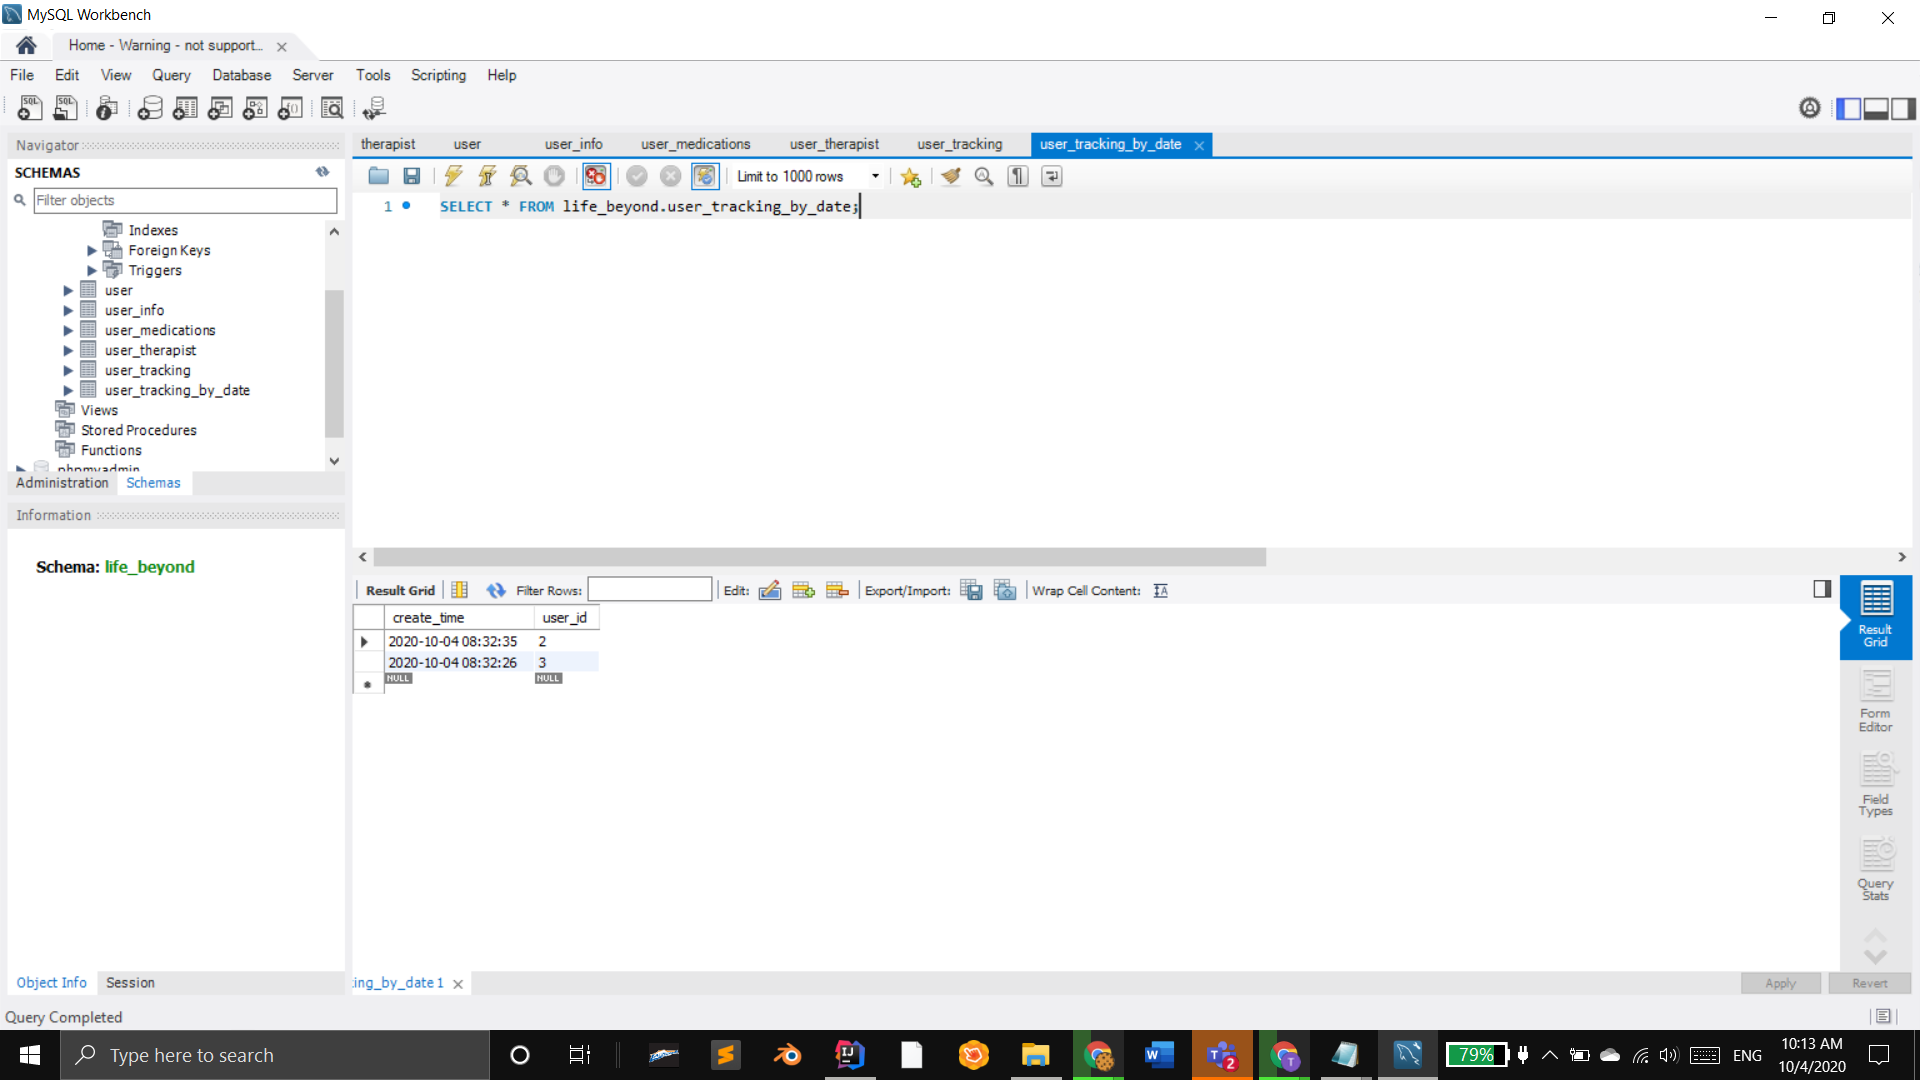 MySQL Workbench
Home - Warning - not support...
File Edit View Query Database Server Tools Scripting Help
Navigator
SCHEMAS
Filter objects
Indexes
Foreign Keys
Triggers
user
user_info
user_medications
user_therapist
user_tracking
user_tracking_by_date
Views
Stored Procedures
Functions
phpmyadmin
Administration Schemas
Information
Schema: life_beyond
Object Info Session
therapist user user_info user_medications user_therapist user_tracking user_tracking_by_date
Limit to 1000 rows
1 SELECT * FROM life_beyond.user_tracking_by_date;
Result Grid Filter Rows: Edit: Export/Import: Wrap Cell Content:
create_time user_id
2020-10-04 08:32:35 2
2020-10-04 08:32:26 3
NULL NULL
Result
Grid
Form
Editor
Field
Types
Query
Stats
king_by_date 1
Apply Revert
Query Completed
Type here to search
79%
ENG
10:13 AM
10/4/2020